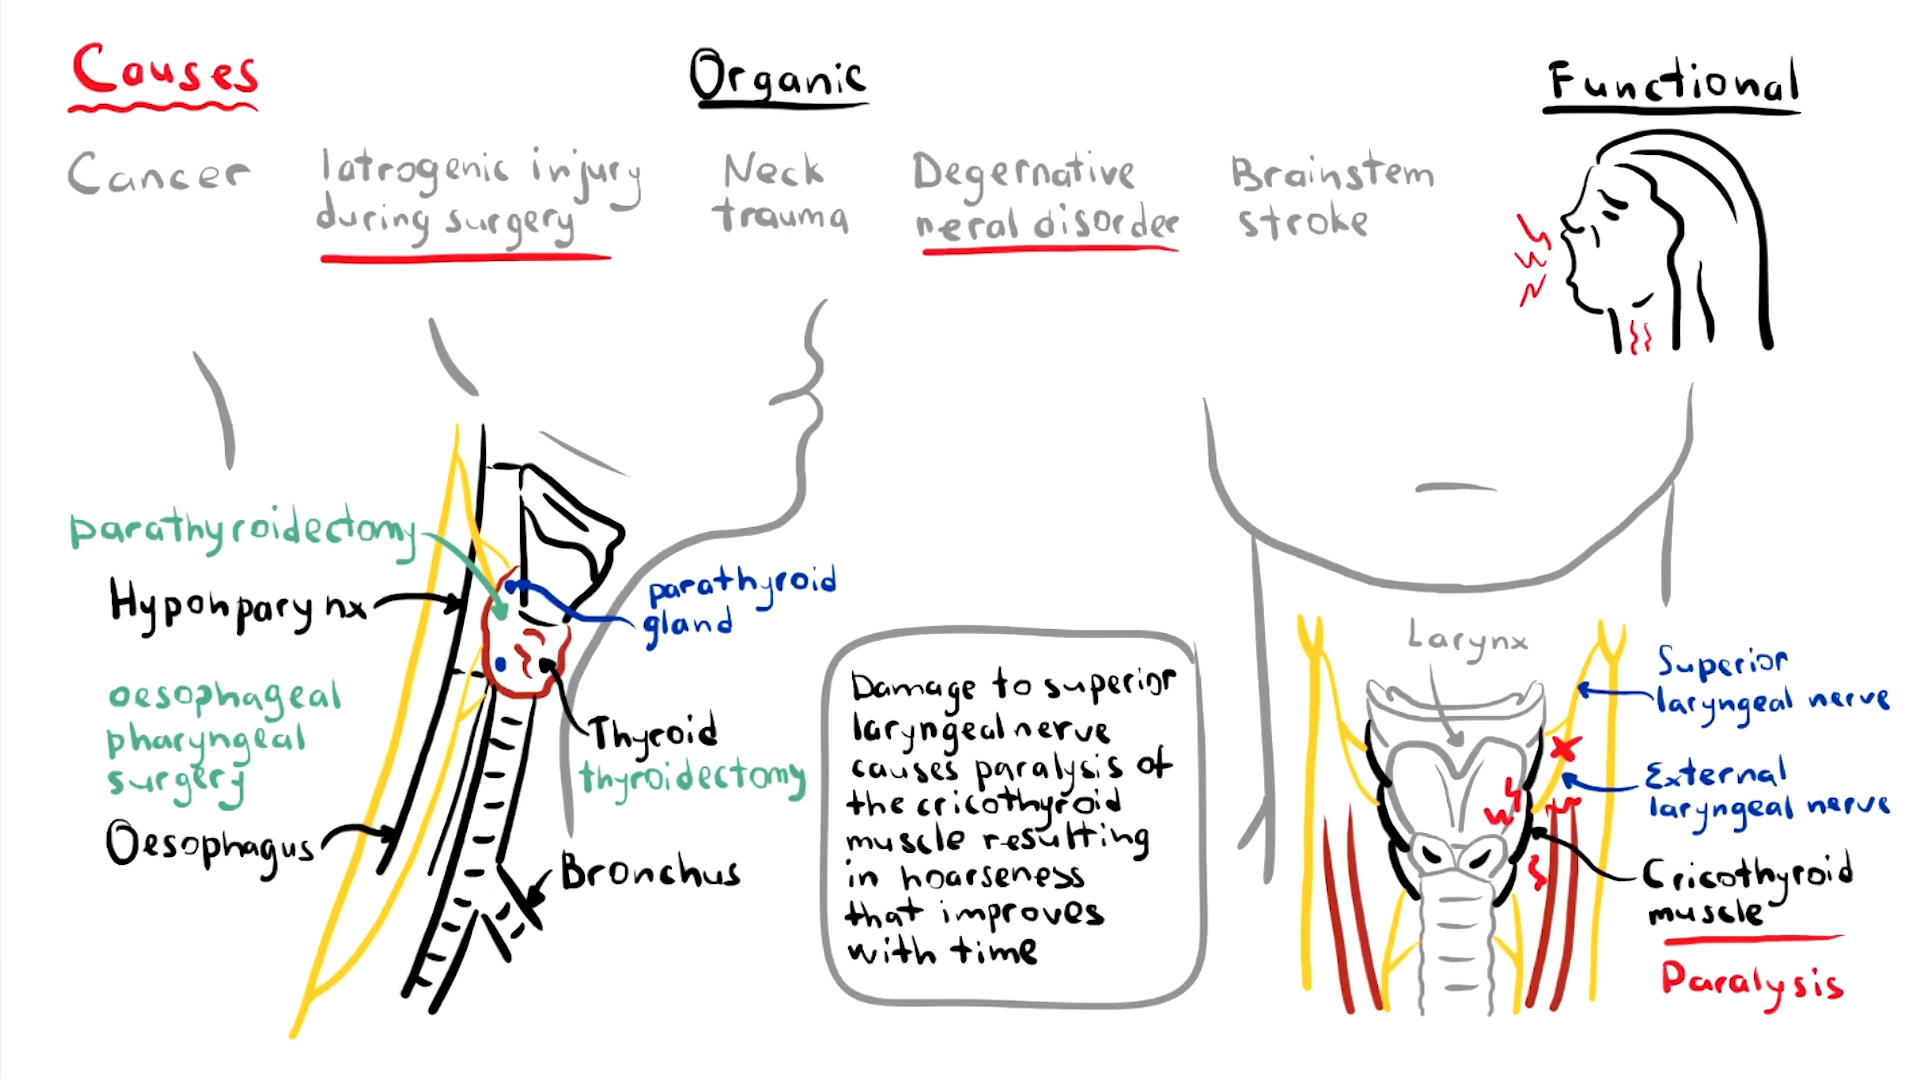 Causes
Organic
Functional
Cancer
Iatrogenic injury
during surgery
Neck
trauma
Degernative
neral disorder
Brainstem
stroke
parathyroidectomy
Hyponparynx
oesophageal
pharyngeal
surgery
Oesophagus
parathyroid
gland
Thyroid
thyroidectomy
Bronchus
Damage to superior
laryngeal nerve
causes paralysis of
the cricothyroid
muscle resulting
in hoarseness
that improves
with time
Larynx
Superior
laryngeal nerve
External
laryngeal nerve
Cricothyroid
muscle
Paralysis